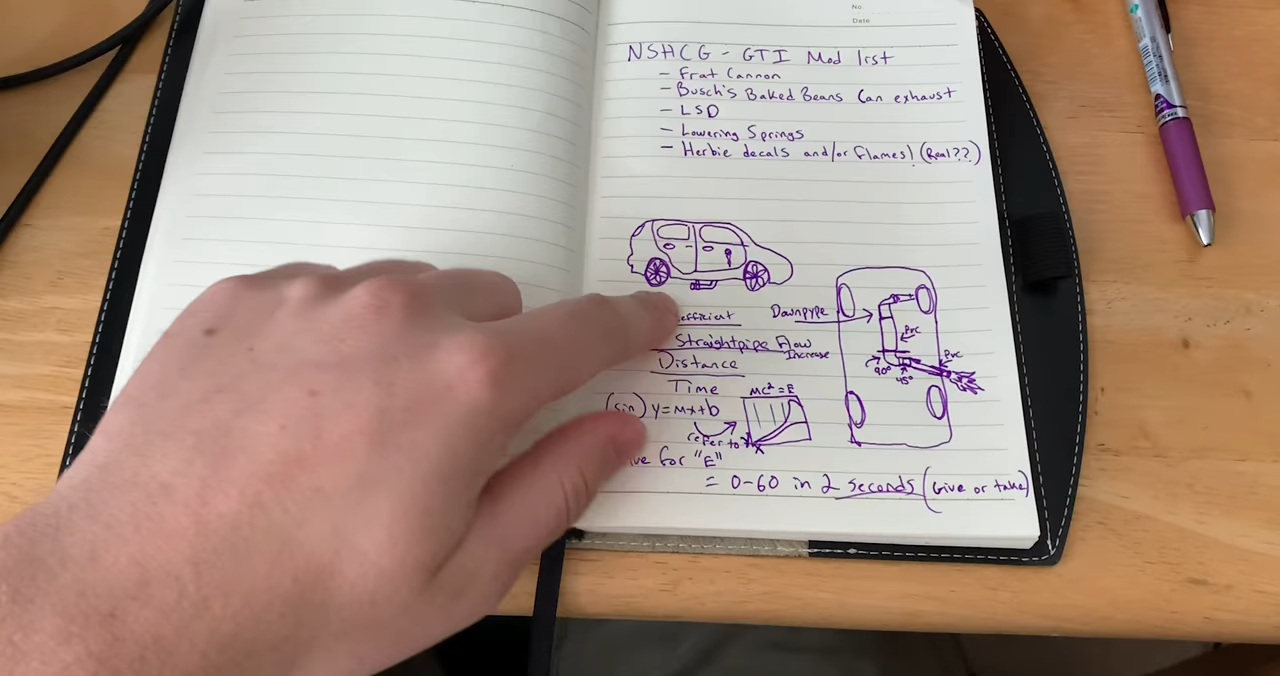 No.
Date
NSHCG - GTI Mod list
- Frat Cannon
- Busch's Baked Beans Can exhaust
- LSD
- Lowering Springs
- Herbie decals and/or flames! (Real??)
Downpype
Straightpipe Flow
Increase
Distance
Time
PVC
90°
45°
PVC
MC² = E
(sin) y=mx+b
refer to
for "E"
= 0-60 in 2 seconds (Give or take)